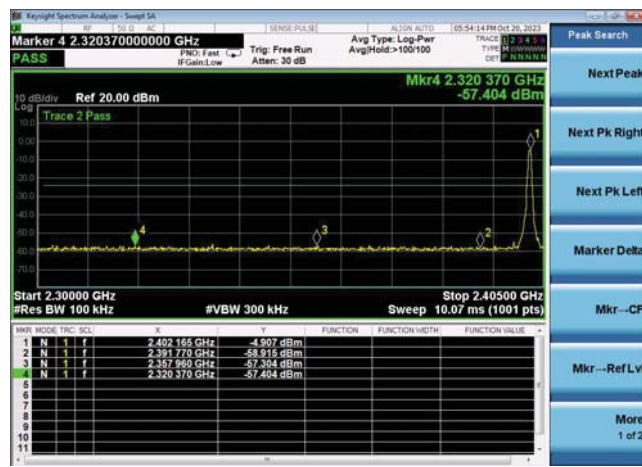 Keysight Spectrum Analyzer - Swept SA
RF 50 Ω AC SENSE:PULSE ALIGN AUTO 05:54:14 PM Oct 20, 2023
Marker 4 2.320370000000 GHz
PASS
PNO: Fast
IFGain:Low
Trig: Free Run
Atten: 30 dB
Avg Type: Log-Pwr
Avg|Hold:>100/100
TRACE 1 2 3 4 5 6
TYPE
DET P N N N N N
Mkr4 2.320 370 GHz
-57.404 dBm
10 dB/div Ref 20.00 dBm
Log
Trace 2 Pass
10.0
0.00
-10.0
-20.0
-30.0
-40.0
-50.0
-60.0
-70.0
1
2
3
4
Start 2.30000 GHz Stop 2.40500 GHz
#Res BW 100 kHz #VBW 300 kHz Sweep 10.07 ms (1001 pts)
MKR MODE TRC SCL X Y FUNCTION FUNCTION WIDTH FUNCTION VALUE
1 N 1 f 2.402 165 GHz -4.907 dBm
2 N 1 f 2.391 770 GHz -58.915 dBm
3 N 1 f 2.357 960 GHz -57.304 dBm
4 N 1 f 2.320 370 GHz -57.404 dBm
5
6
7
8
9
10
11
Peak Search
Next Peak
Next Pk Right
Next Pk Left
Marker Delta
Mkr→CF
Mkr→Ref Lvl
More
1 of 2